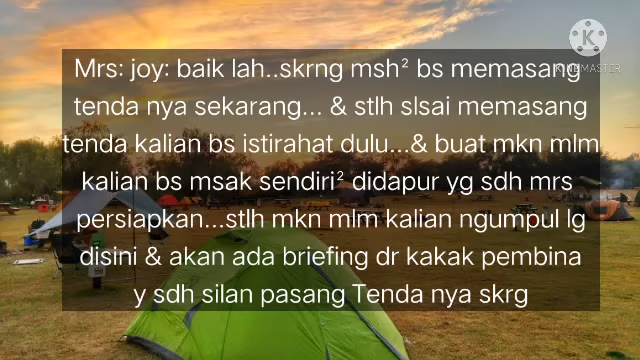 Mrs: joy: baik lah..skrng msh² bs memasang
tenda nya sekarang... & stlh slsai memasang
tenda kalian bs istirahat dulu...& buat mkn mlm
kalian bs msak sendiri² didapur yg sdh mrs
persiapkan...stlh mkn mlm kalian ngumpul lg
disini & akan ada briefing dr kakak pembina
y sdh silan pasang Tenda nya skrg
KINEMASTER